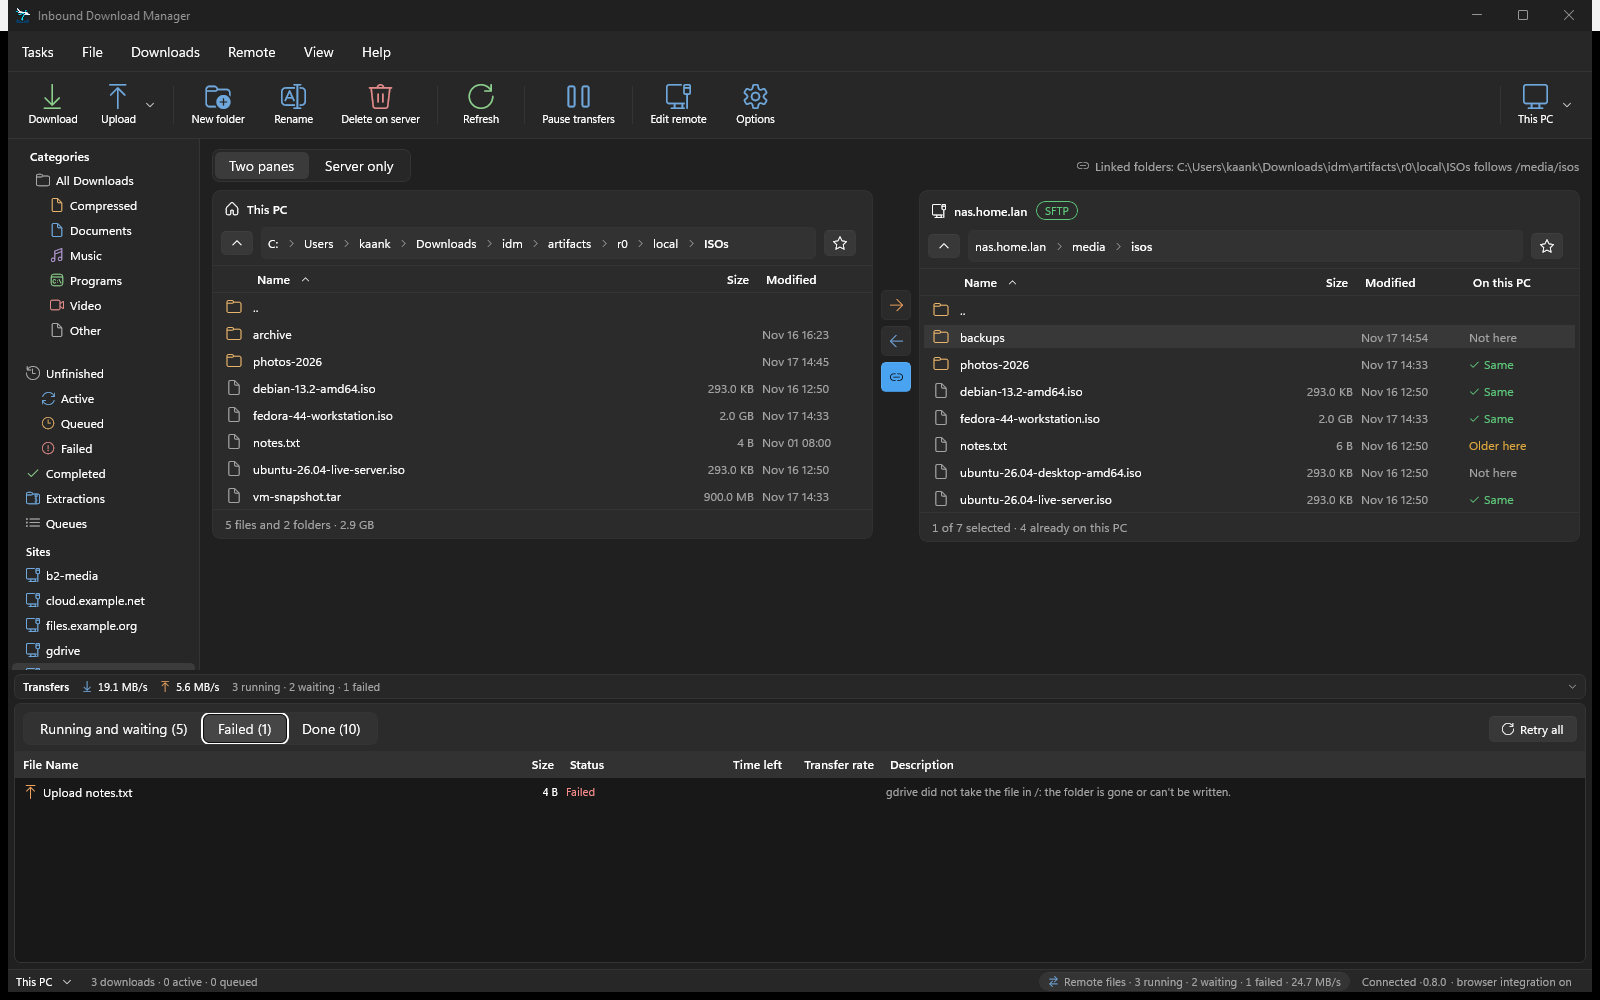 Inbound Download Manager
Tasks File Downloads Remote View Help
Download Upload New folder Rename Delete on server Refresh Pause transfers Edit remote Options This PC
Categories
All Downloads
Compressed
Documents
Music
Programs
Video
Other
Unfinished
Active
Queued
Failed
Completed
Extractions
Queues
Sites
b2-media
cloud.example.net
files.example.org
gdrive
Two panes Server only
Linked folders: C:\Users\kaank\Downloads\idm\artifacts\r0\local\ISOs follows /media/isos
This PC
C: Users kaank Downloads idm artifacts r0 local ISOs
Name Size Modified
..
archive Nov 16 16:23
photos-2026 Nov 17 14:45
debian-13.2-amd64.iso 293.0 KB Nov 16 12:50
fedora-44-workstation.iso 2.0 GB Nov 17 14:33
notes.txt 4 B Nov 01 08:00
ubuntu-26.04-live-server.iso 293.0 KB Nov 16 12:50
vm-snapshot.tar 900.0 MB Nov 17 14:33
5 files and 2 folders · 2.9 GB
nas.home.lan SFTP
nas.home.lan media isos
Name Size Modified On this PC
..
backups Nov 17 14:54 Not here
photos-2026 Nov 17 14:33 Same
debian-13.2-amd64.iso 293.0 KB Nov 16 12:50 Same
fedora-44-workstation.iso 2.0 GB Nov 17 14:33 Same
notes.txt 6 B Nov 16 12:50 Older here
ubuntu-26.04-desktop-amd64.iso 293.0 KB Nov 16 12:50 Not here
ubuntu-26.04-live-server.iso 293.0 KB Nov 16 12:50 Same
1 of 7 selected · 4 already on this PC
Transfers 19.1 MB/s 5.6 MB/s 3 running · 2 waiting · 1 failed
Running and waiting (5) Failed (1) Done (10) Retry all
File Name Size Status Time left Transfer rate Description
Upload notes.txt 4 B Failed gdrive did not take the file in /: the folder is gone or can't be written.
This PC 3 downloads · 0 active · 0 queued Remote files · 3 running · 2 waiting · 1 failed · 24.7 MB/s Connected ·0.8.0 · browser integration on